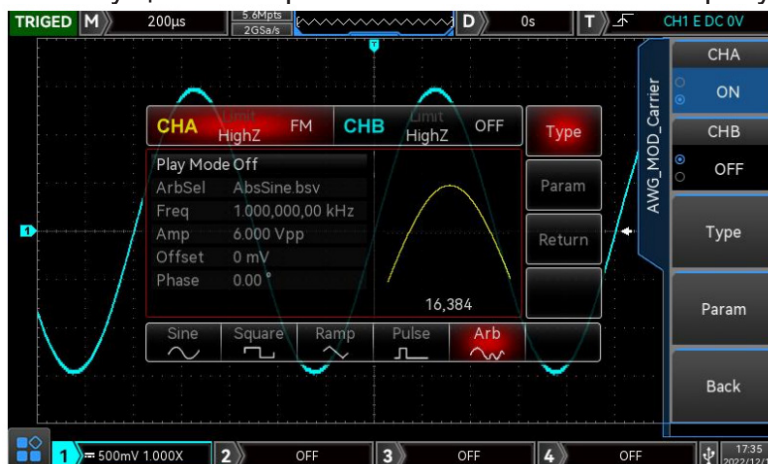 TRIGED M 200μs 5.6Mpts 2GSa/s D 0s T CH1 E DC 0V
CHA
ON
CHB
OFF
Type
Param
Back
AWG_MOD_Carrier
CHA Limit HighZ FM CHB Limit HighZ OFF
Type
Param
Return
Play Mode Off
ArbSel AbsSine.bsv
Freq 1.000,000,00 kHz
Amp 6.000 Vpp
Offset 0 mV
Phase 0.00 °
16,384
Sine Square Ramp Pulse Arb
T
1
1 500mV 1.000X 2 OFF 3 OFF 4 OFF 17:35